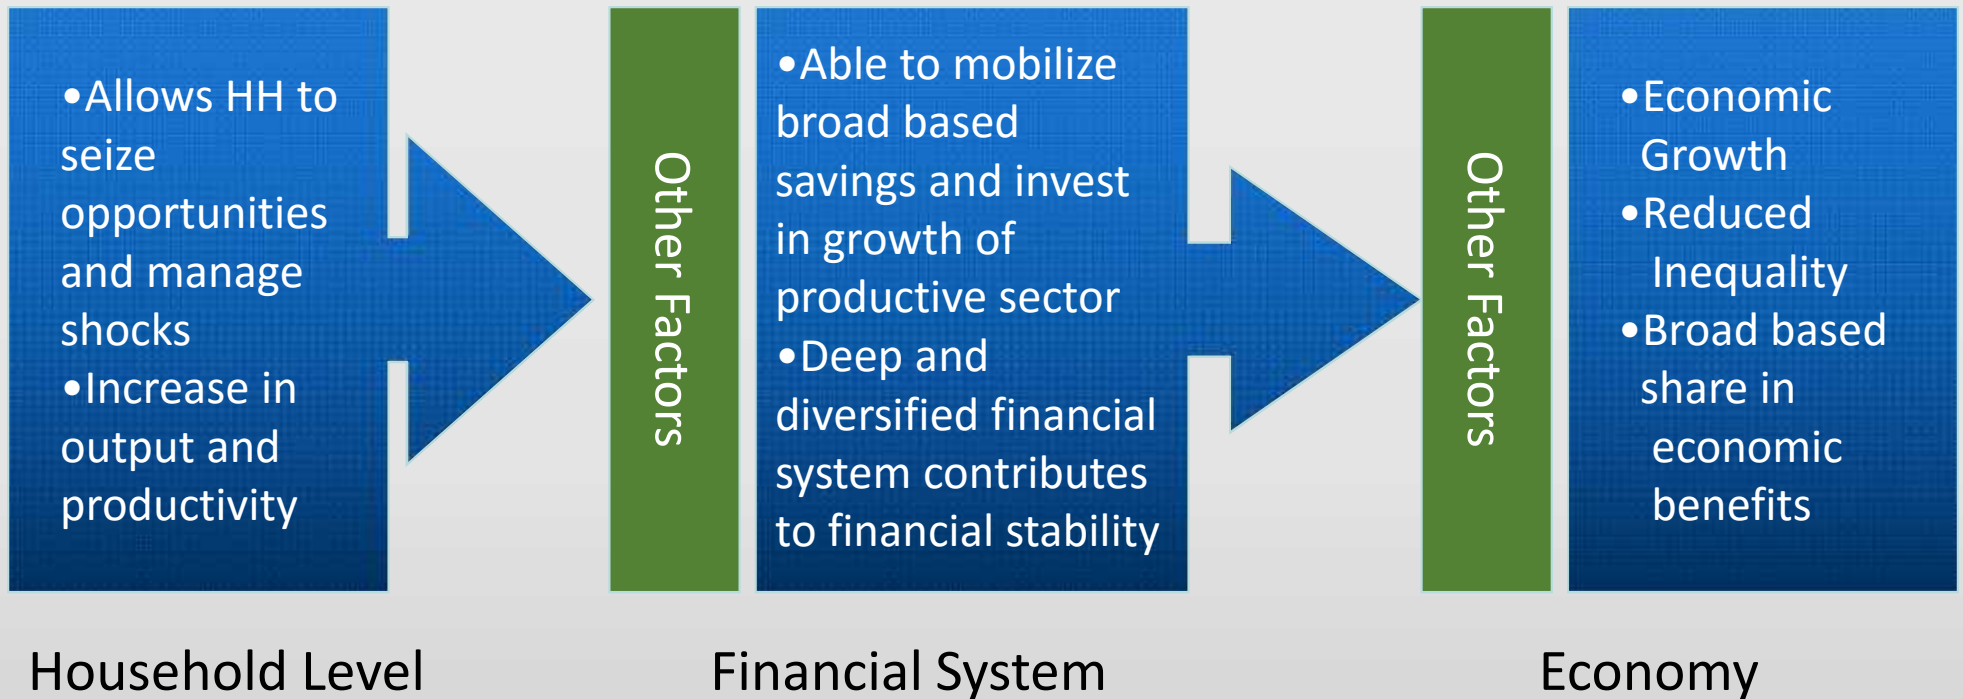 •Allows HH to
seize
opportunities
and manage
shocks
•Increase in
output and
productivity
Other Factors
•Able to mobilize
broad based
savings and invest
in growth of
productive sector
•Deep and
diversified financial
system contributes
to financial stability
Other Factors
•Economic
Growth
•Reduced
Inequality
•Broad based
share in
economic
benefits
Household Level
Financial System
Economy